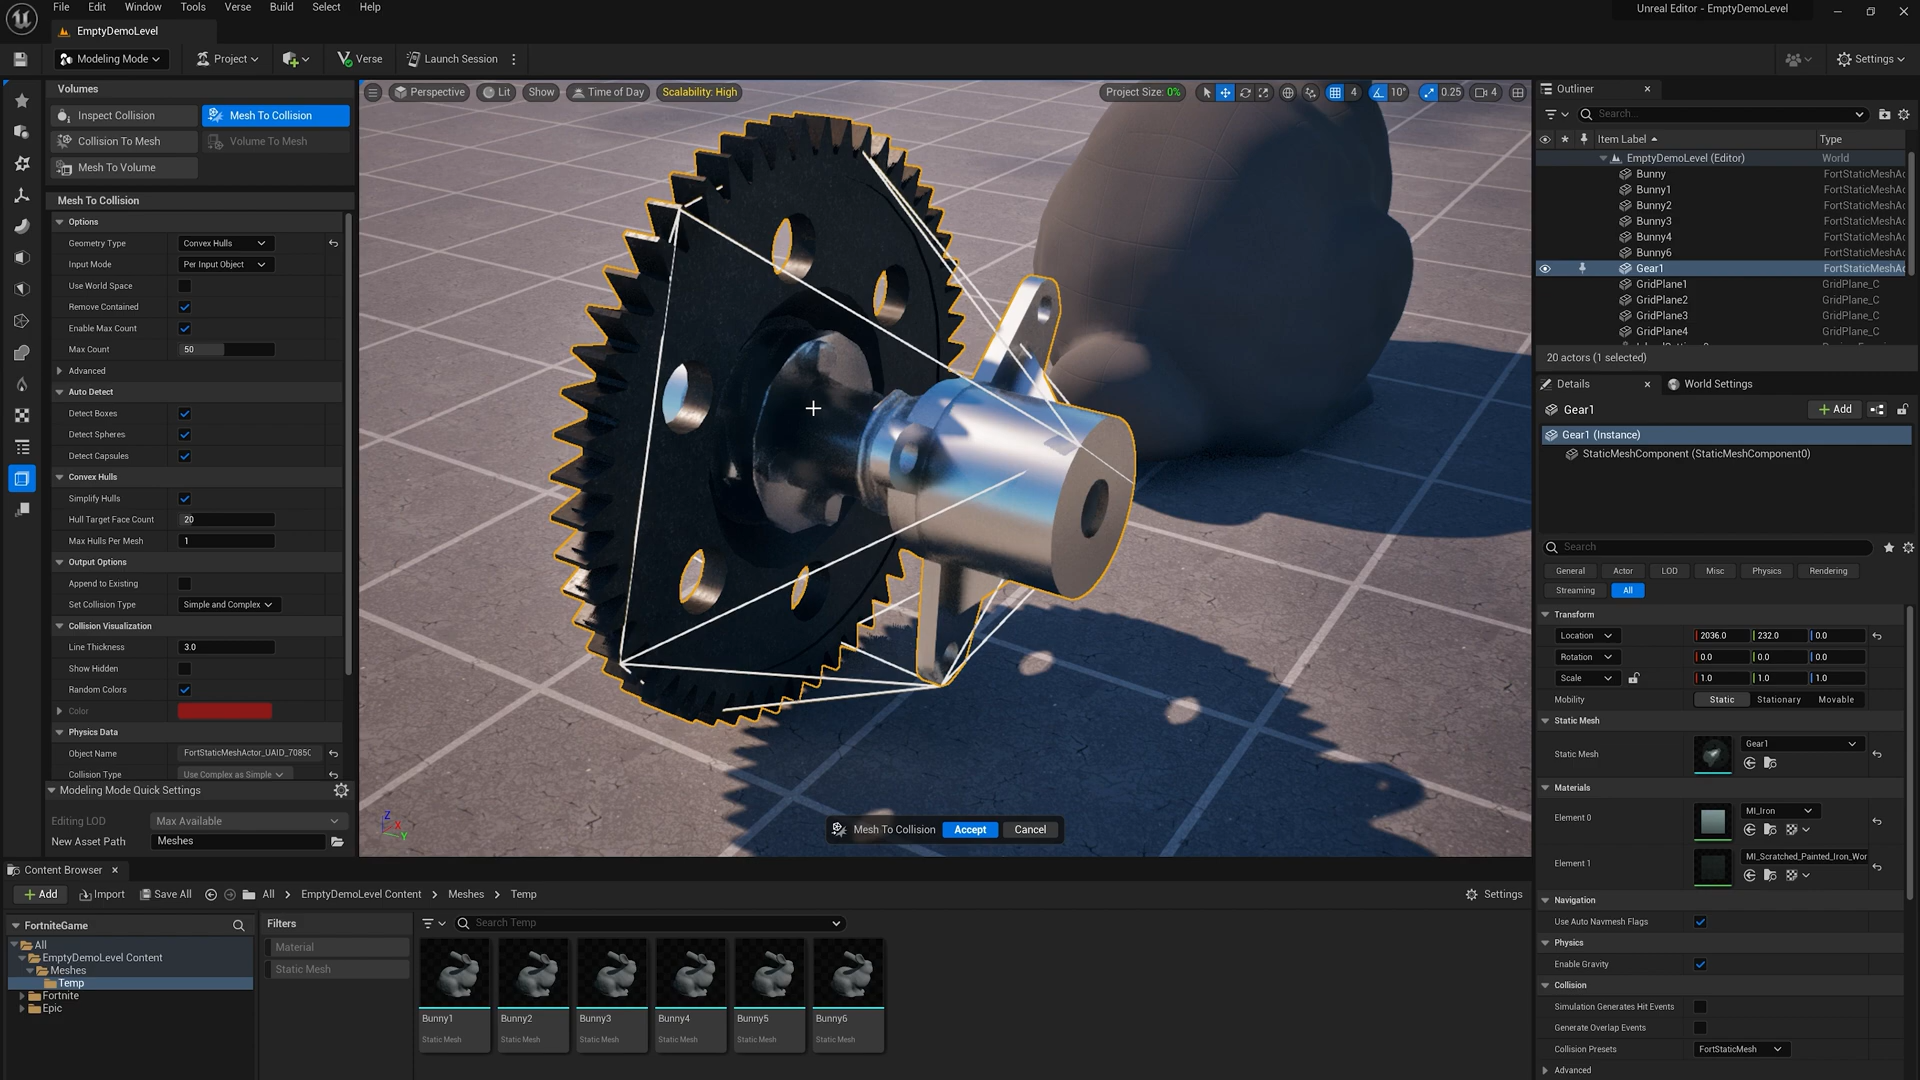 File Edit Window Tools Verse Build Select Help
Unreal Editor - EmptyDemoLevel
EmptyDemoLevel
Modeling Mode
Project
Verse
Launch Session
Settings
Volumes
Inspect Collision
Mesh To Collision
Collision To Mesh
Volume To Mesh
Mesh To Volume
Mesh To Collision
Options
Geometry Type Convex Hulls
Input Mode Per Input Object
Use World Space
Remove Contained
Enable Max Count
Max Count 50
Advanced
Auto Detect
Detect Boxes
Detect Spheres
Detect Capsules
Convex Hulls
Simplify Hulls
Hull Target Face Count 20
Max Hulls Per Mesh 1
Output Options
Append to Existing
Set Collision Type Simple and Complex
Collision Visualization
Line Thickness 3.0
Show Hidden
Random Colors
Color
Physics Data
Object Name FortStaticMeshActor_UAID_7085C
Collision Type Use Complex as Simple
Modeling Mode Quick Settings
Editing LOD Max Available
New Asset Path Meshes
Perspective
Lit
Show
Time of Day
Scalability: High
Project Size: 0%
4
10°
0.25
4
Z
X
Y
Mesh To Collision Accept Cancel
Outliner
Search...
Item Label Type
EmptyDemoLevel (Editor) World
Bunny FortStaticMeshAc
Bunny1 FortStaticMeshAc
Bunny2 FortStaticMeshAc
Bunny3 FortStaticMeshAc
Bunny4 FortStaticMeshAc
Bunny6 FortStaticMeshAc
Gear1 FortStaticMeshAc
GridPlane1 GridPlane_C
GridPlane2 GridPlane_C
GridPlane3 GridPlane_C
GridPlane4 GridPlane_C
20 actors (1 selected)
Details
World Settings
Gear1
Add
Gear1 (Instance)
StaticMeshComponent (StaticMeshComponent0)
Search
General Actor LOD Misc Physics Rendering
Streaming All
Transform
Location 2036.0 232.0 0.0
Rotation 0.0 0.0 0.0
Scale 1.0 1.0 1.0
Mobility Static Stationary Movable
Static Mesh
Static Mesh Gear1
Materials
Element 0 MI_Iron
Element 1 MI_Scratched_Painted_Iron_Wor
Navigation
Use Auto Navmesh Flags
Physics
Enable Gravity
Collision
Simulation Generates Hit Events
Generate Overlap Events
Collision Presets FortStaticMesh
Advanced
Content Browser
Add Import Save All All EmptyDemoLevel Content Meshes Temp
Settings
FortniteGame
All
EmptyDemoLevel Content
Meshes
Temp
Fortnite
Epic
Filters
Material
Static Mesh
Search Temp
Bunny1 Bunny2 Bunny3 Bunny4 Bunny5 Bunny6
Static Mesh Static Mesh Static Mesh Static Mesh Static Mesh Static Mesh